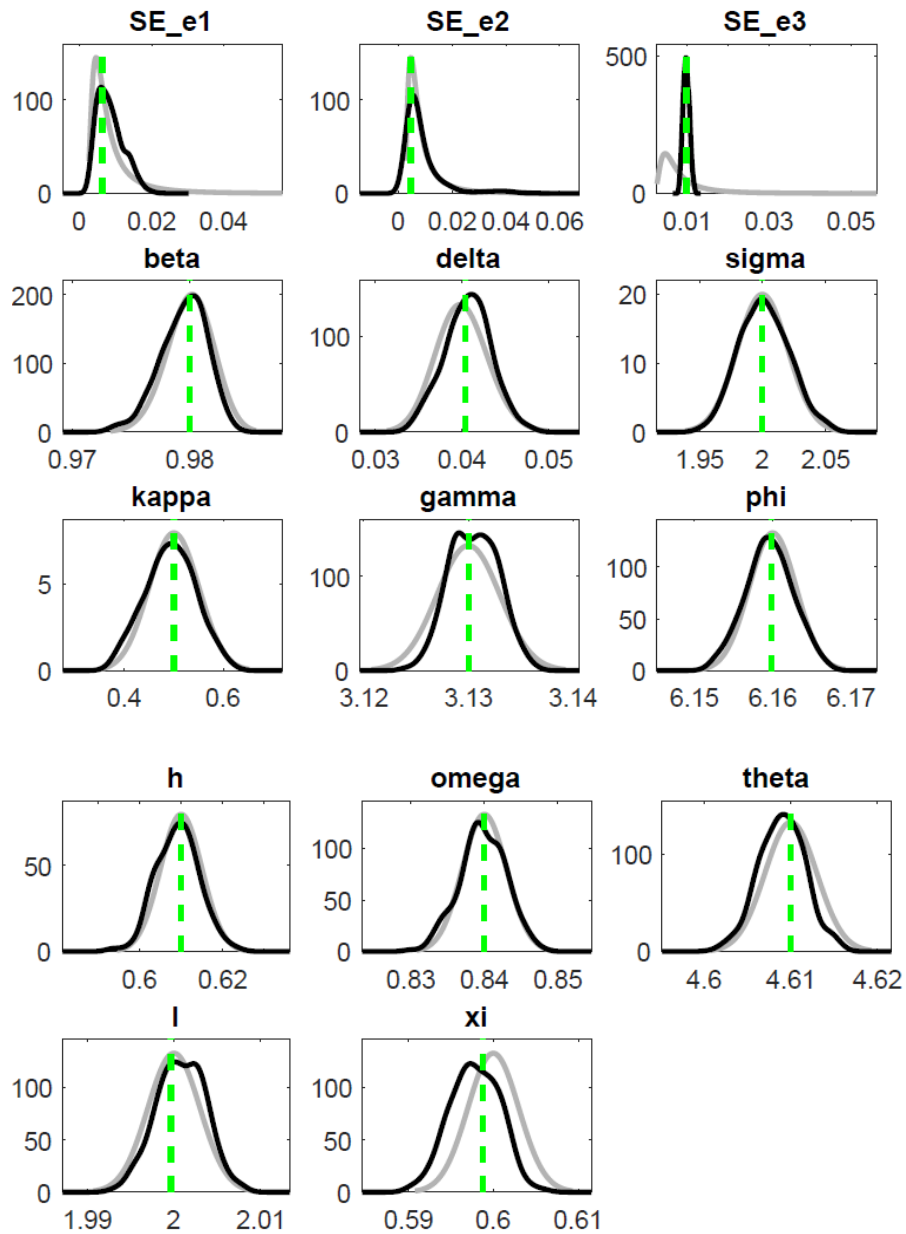 SE_e1 SE_e2 SE_e3
100 100 500
0 0 0
0 0.02 0.04 0 0.02 0.04 0.06 0.01 0.03 0.05
beta delta sigma
200 100 20
100 10
0 0 0
0.97 0.98 0.03 0.04 0.05 1.95 2 2.05
kappa gamma phi
5 100 100
50
0 0 0
0.4 0.6 3.12 3.13 3.14 6.15 6.16 6.17
h omega theta
50 100 100
50
0 0 0
0.6 0.62 0.83 0.84 0.85 4.6 4.61 4.62
l xi
100 100
50 50
0 0
1.99 2 2.01 0.59 0.6 0.61